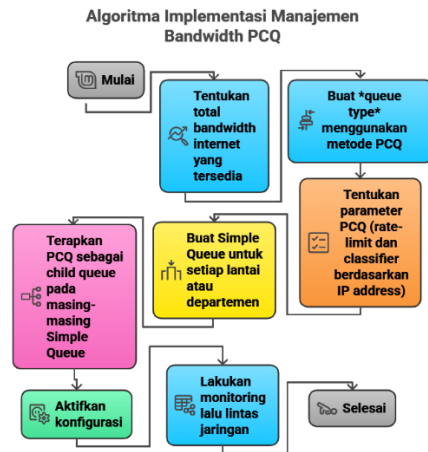 Algoritma Implementasi Manajemen
Bandwidth PCQ
Mulai
Tentukan
total
bandwidth
internet
yang
tersedia
Buat *queue
type*
menggunakan
metode PCQ
Tentukan
parameter
PCQ (rate-
limit dan
classifier
berdasarkan
IP address)
Buat Simple
Queue untuk
setiap lantai
atau
departemen
Terapkan
PCQ sebagai
child queue
pada
masing-
masing
Simple
Queue
Aktifkan
konfigurasi
Lakukan
monitoring
lalu lintas
jaringan
Selesai